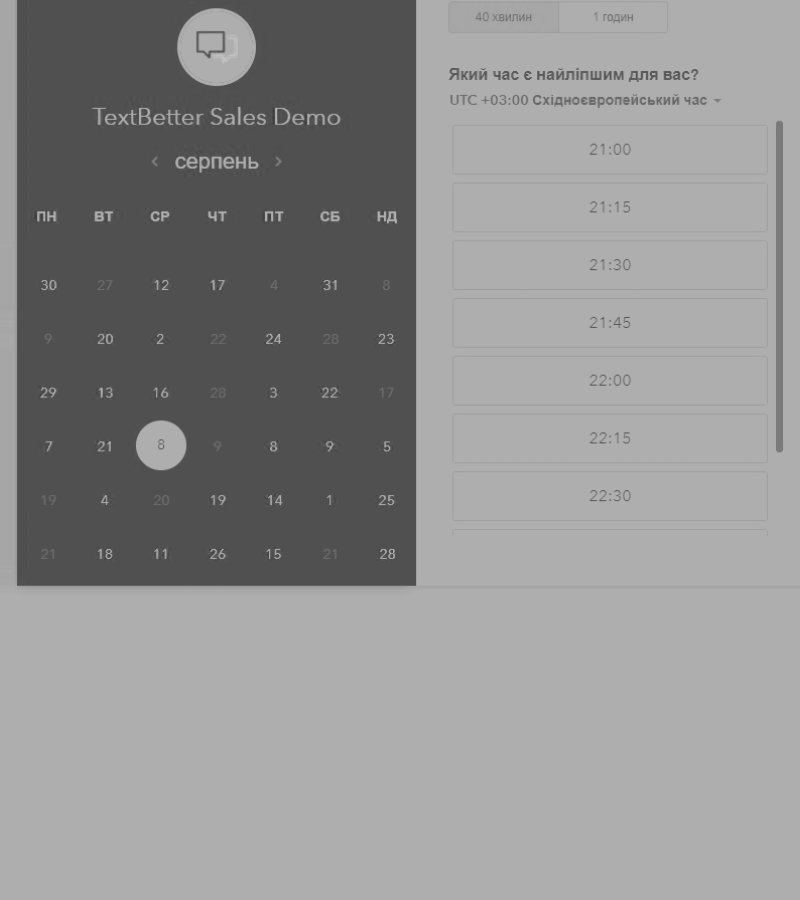 TextBetter Sales Demo
серпень
ПН ВТ СР ЧТ ПТ СБ НД
30 27 12 17 4 31 8
9 20 2 22 24 28 23
29 13 16 28 3 22 17
7 21 8 9 8 9 5
19 4 20 19 14 1 25
21 18 11 26 15 21 28
40 хвилин 1 годин
Який час є найліпшим для вас?
UTC +03:00 Східноєвропейський час
21:00
21:15
21:30
21:45
22:00
22:15
22:30